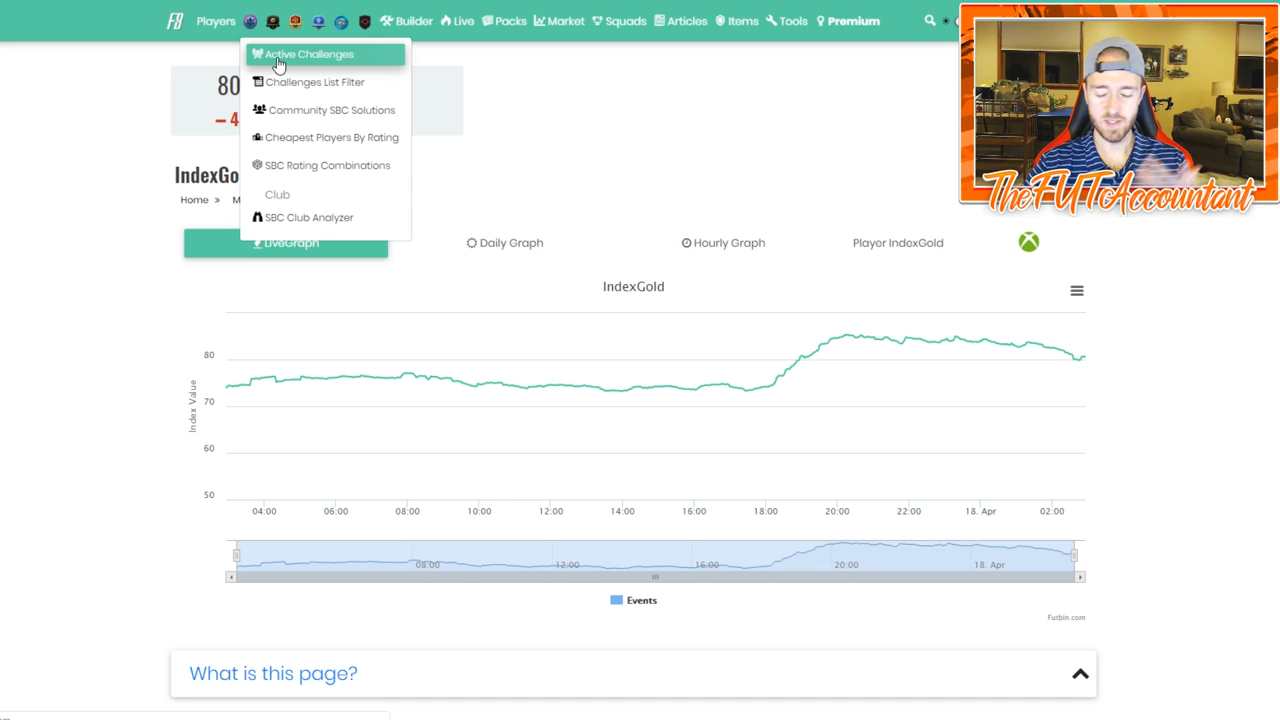 F8 Players Builder Live Packs Market Squads Articles Items Tools Premium
Active Challenges
Challenges List Filter
Community SBC Solutions
Cheapest Players By Rating
SBC Rating Combinations
Club
SBC Club Analyzer
80
– 4
IndexGo
Home » M
TheFUTAccountant
LiveGraph Daily Graph Hourly Graph Player IndexGold
IndexGold
Index Value
80
70
60
50
04:00 06:00 08:00 10:00 12:00 14:00 16:00 18:00 20:00 22:00 18. Apr 02:00
08:00 12:00 16:00 20:00 18. Apr
Events
Futbin.com
What is this page?